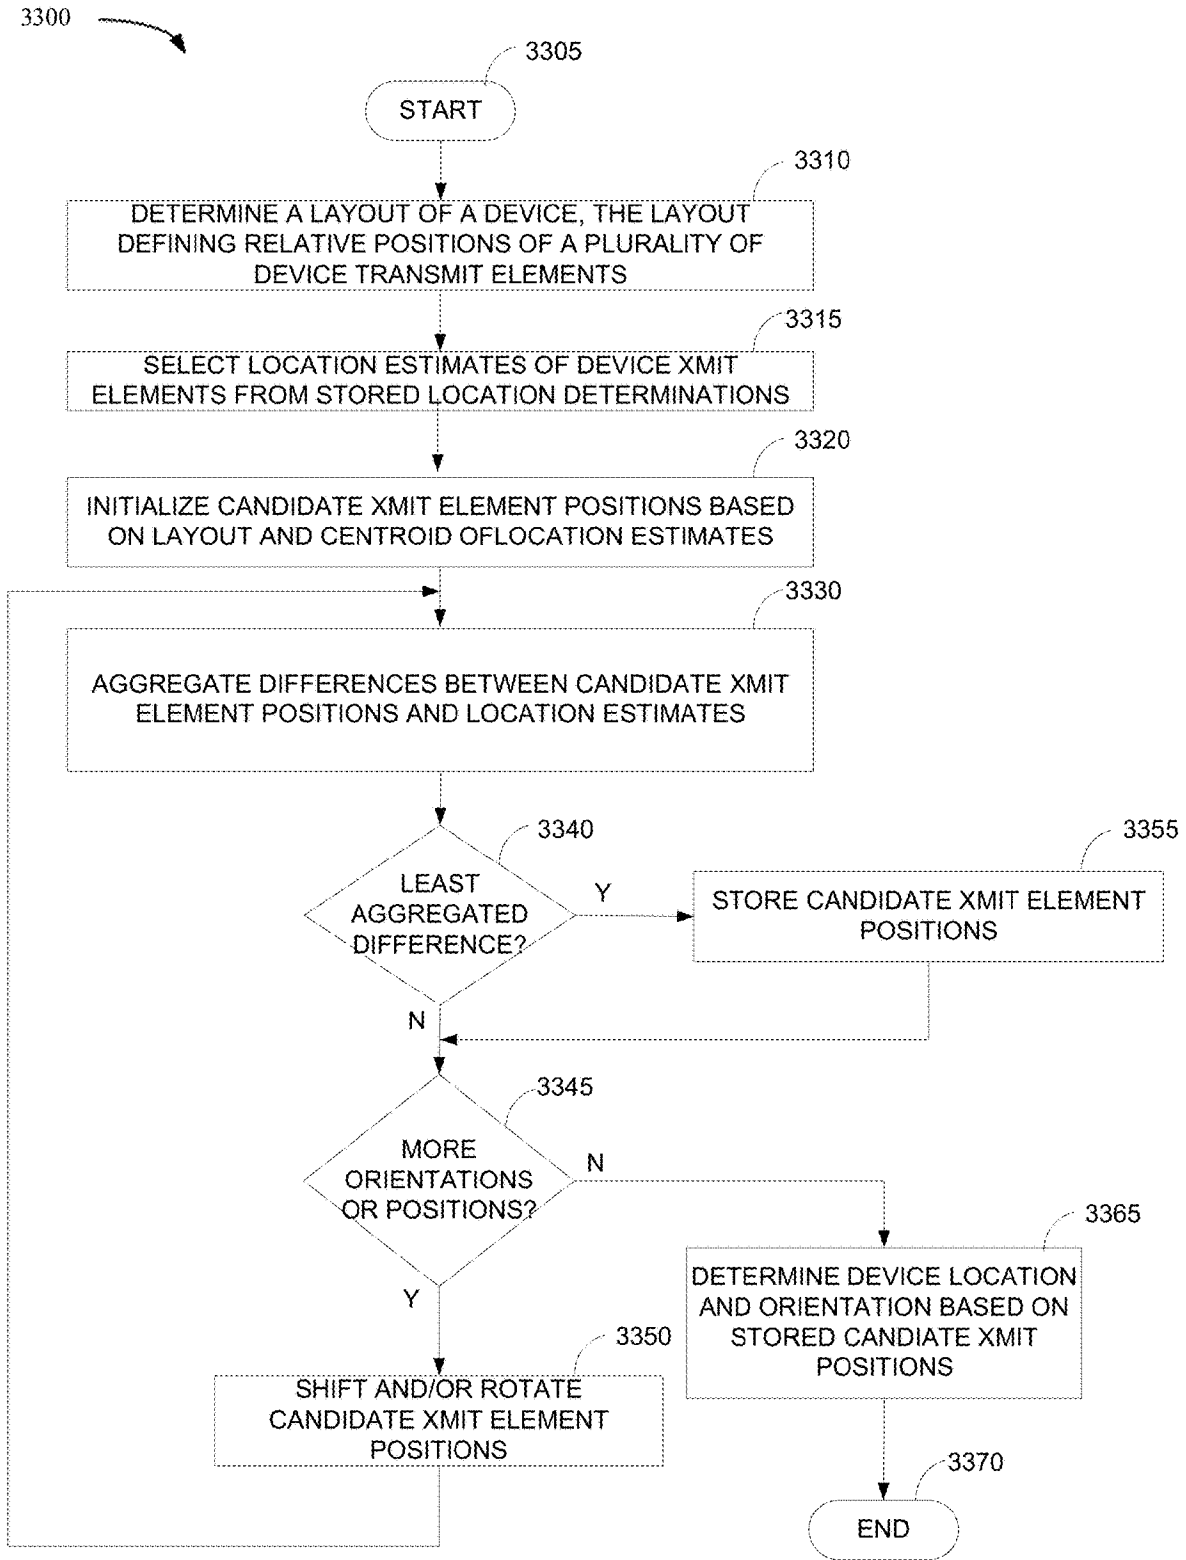 3300
3305
START
3310
DETERMINE A LAYOUT OF A DEVICE, THE LAYOUT
DEFINING RELATIVE POSITIONS OF A PLURALITY OF
DEVICE TRANSMIT ELEMENTS
3315
SELECT LOCATION ESTIMATES OF DEVICE XMIT
ELEMENTS FROM STORED LOCATION DETERMINATIONS
3320
INITIALIZE CANDIDATE XMIT ELEMENT POSITIONS BASED
ON LAYOUT AND CENTROID OFLOCATION ESTIMATES
3330
AGGREGATE DIFFERENCES BETWEEN CANDIDATE XMIT
ELEMENT POSITIONS AND LOCATION ESTIMATES
3340
LEAST
AGGREGATED
DIFFERENCE?
Y
N
3355
STORE CANDIDATE XMIT ELEMENT
POSITIONS
3345
MORE
ORIENTATIONS
OR POSITIONS?
N
Y
3365
DETERMINE DEVICE LOCATION
AND ORIENTATION BASED ON
STORED CANDIATE XMIT
POSITIONS
3350
SHIFT AND/OR ROTATE
CANDIDATE XMIT ELEMENT
POSITIONS
3370
END